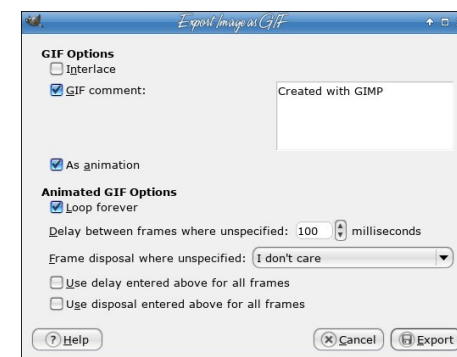 Export Image as GIF
GIF Options
Interlace
GIF comment:
Created with GIMP
As animation
Animated GIF Options
Loop forever
Delay between frames where unspecified: 100 milliseconds
Frame disposal where unspecified: I don't care
Use delay entered above for all frames
Use disposal entered above for all frames
? Help
Cancel
Export